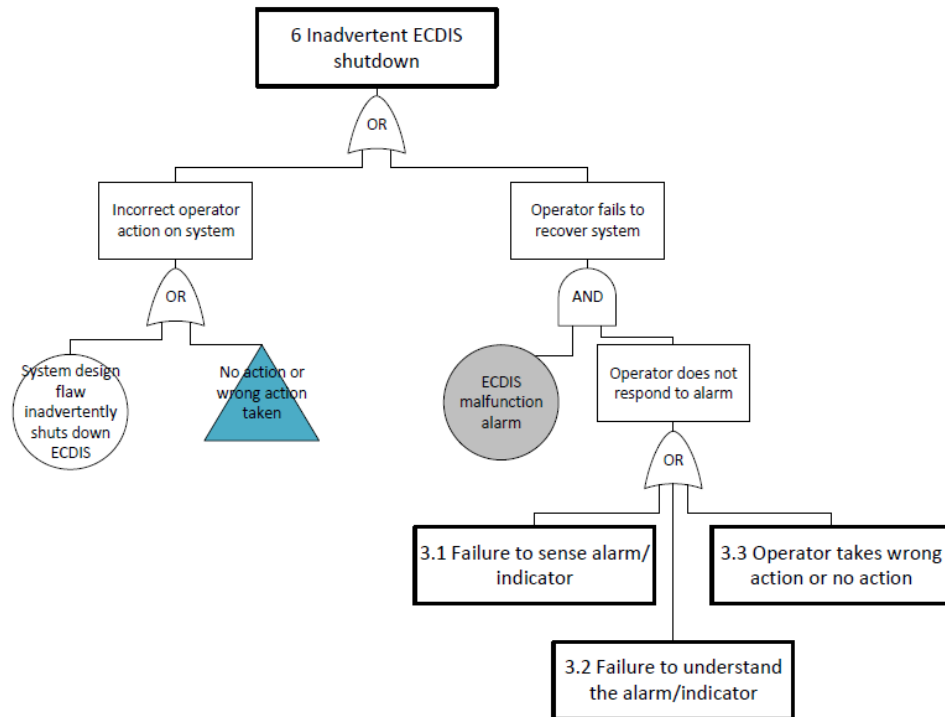 6 Inadvertent ECDIS
shutdown
OR
Incorrect operator
action on system
Operator fails to
recover system
OR
AND
System design
flaw
inadvertently
shuts down
ECDIS
No action or
wrong action
taken
ECDIS
malfunction
alarm
Operator does not
respond to alarm
OR
3.1 Failure to sense alarm/
indicator
3.3 Operator takes wrong
action or no action
3.2 Failure to understand
the alarm/indicator